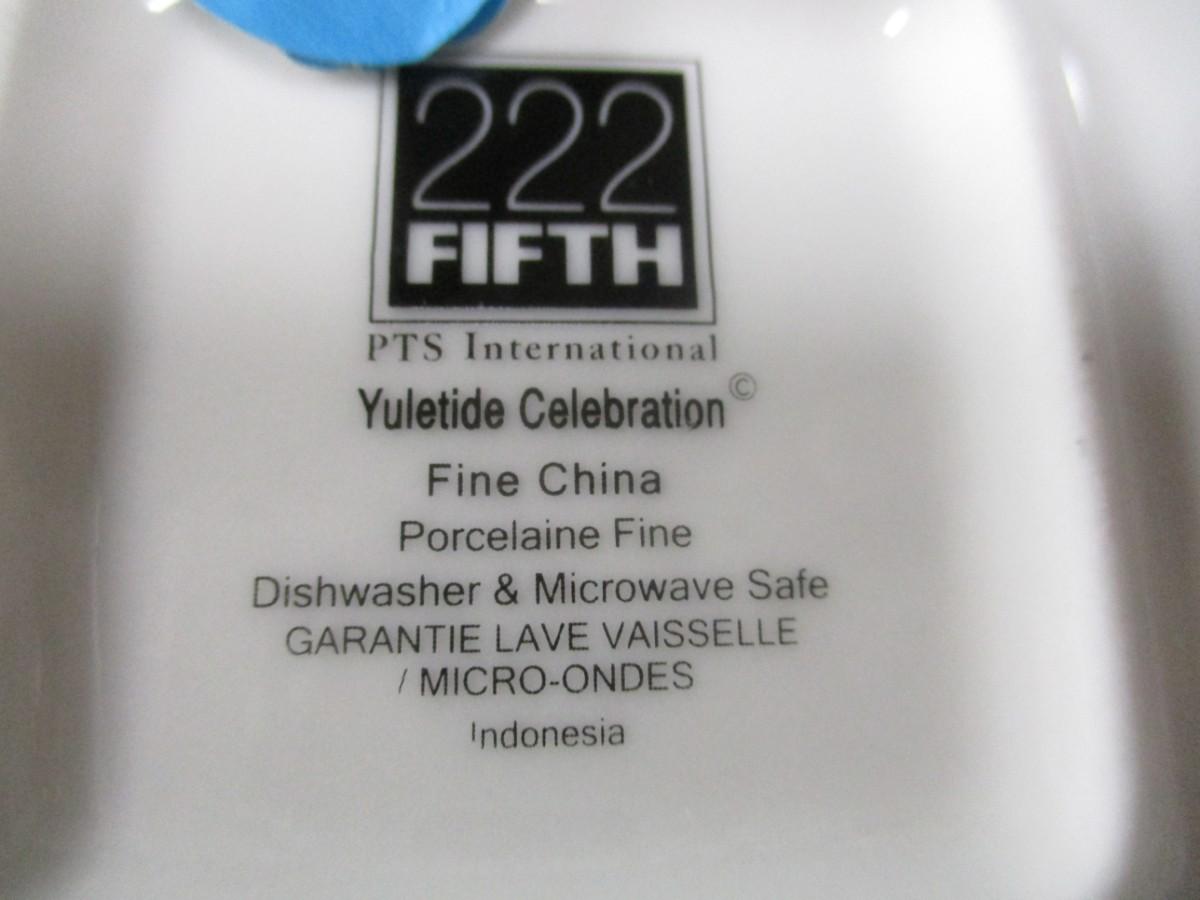 222
FIFTH
PTS International
Yuletide Celebration©
Fine China
Porcelaine Fine
Dishwasher & Microwave Safe
GARANTIE LAVE VAISSELLE
/ MICRO-ONDES
Indonesia